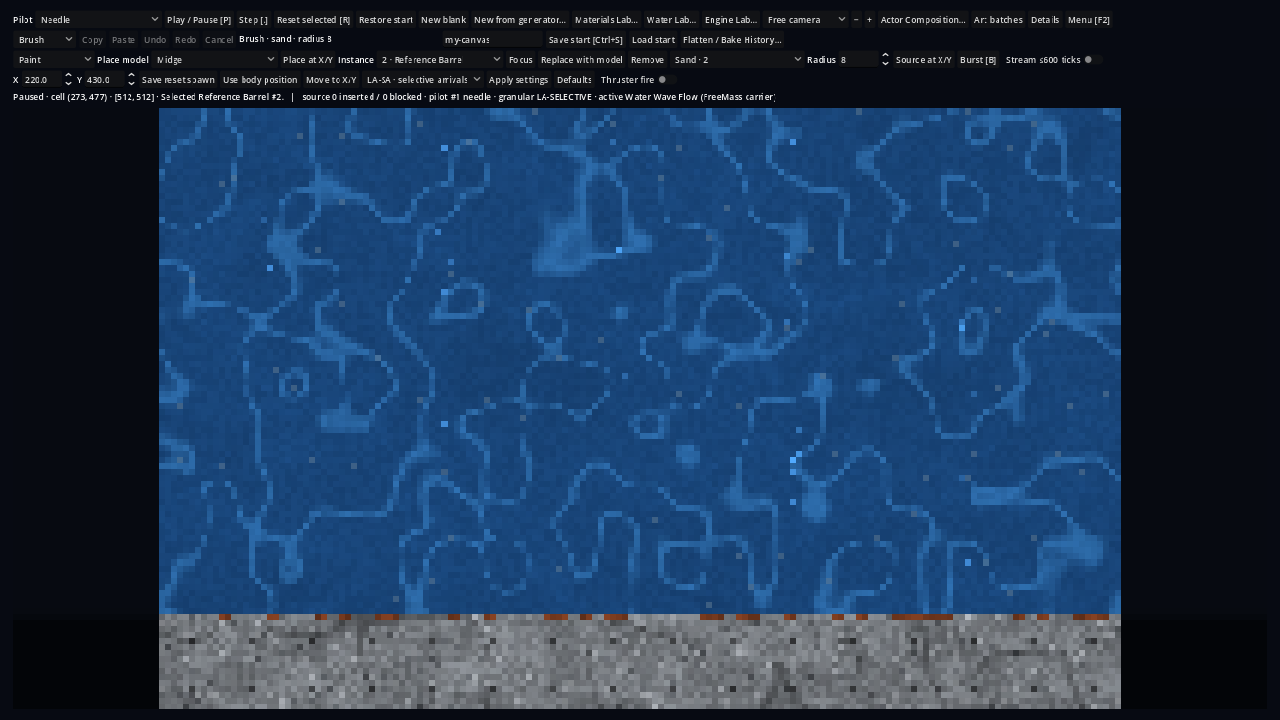 Pilot Needle Play / Pause [P] Step [.] Reset selected [R] Restore start New blank New from generator... Materials Lab... Water Lab... Engine Lab... Free camera − + Actor Composition... Art batches Details Menu [F2]
Brush Copy Paste Undo Redo Cancel Brush · sand · radius 8 my-canvas Save start [Ctrl+S] Load start Flatten / Bake History...
Paint Place model Midge Place at X/Y Instance 2 · Reference Barre Focus Replace with model Remove Sand · 2 Radius 8 Source at X/Y Burst [B] Stream ≤600 ticks
X 220.0 Y 430.0 Save reset spawn Use body position Move to X/Y LA-SA · selective arrivals Apply settings Defaults Thruster fire
Paused · cell (273, 477) · [512, 512] · Selected Reference Barrel #2. | source 0 inserted / 0 blocked · pilot #1 needle · granular LA-SELECTIVE · active Water Wave Flow (FreeMass carrier)